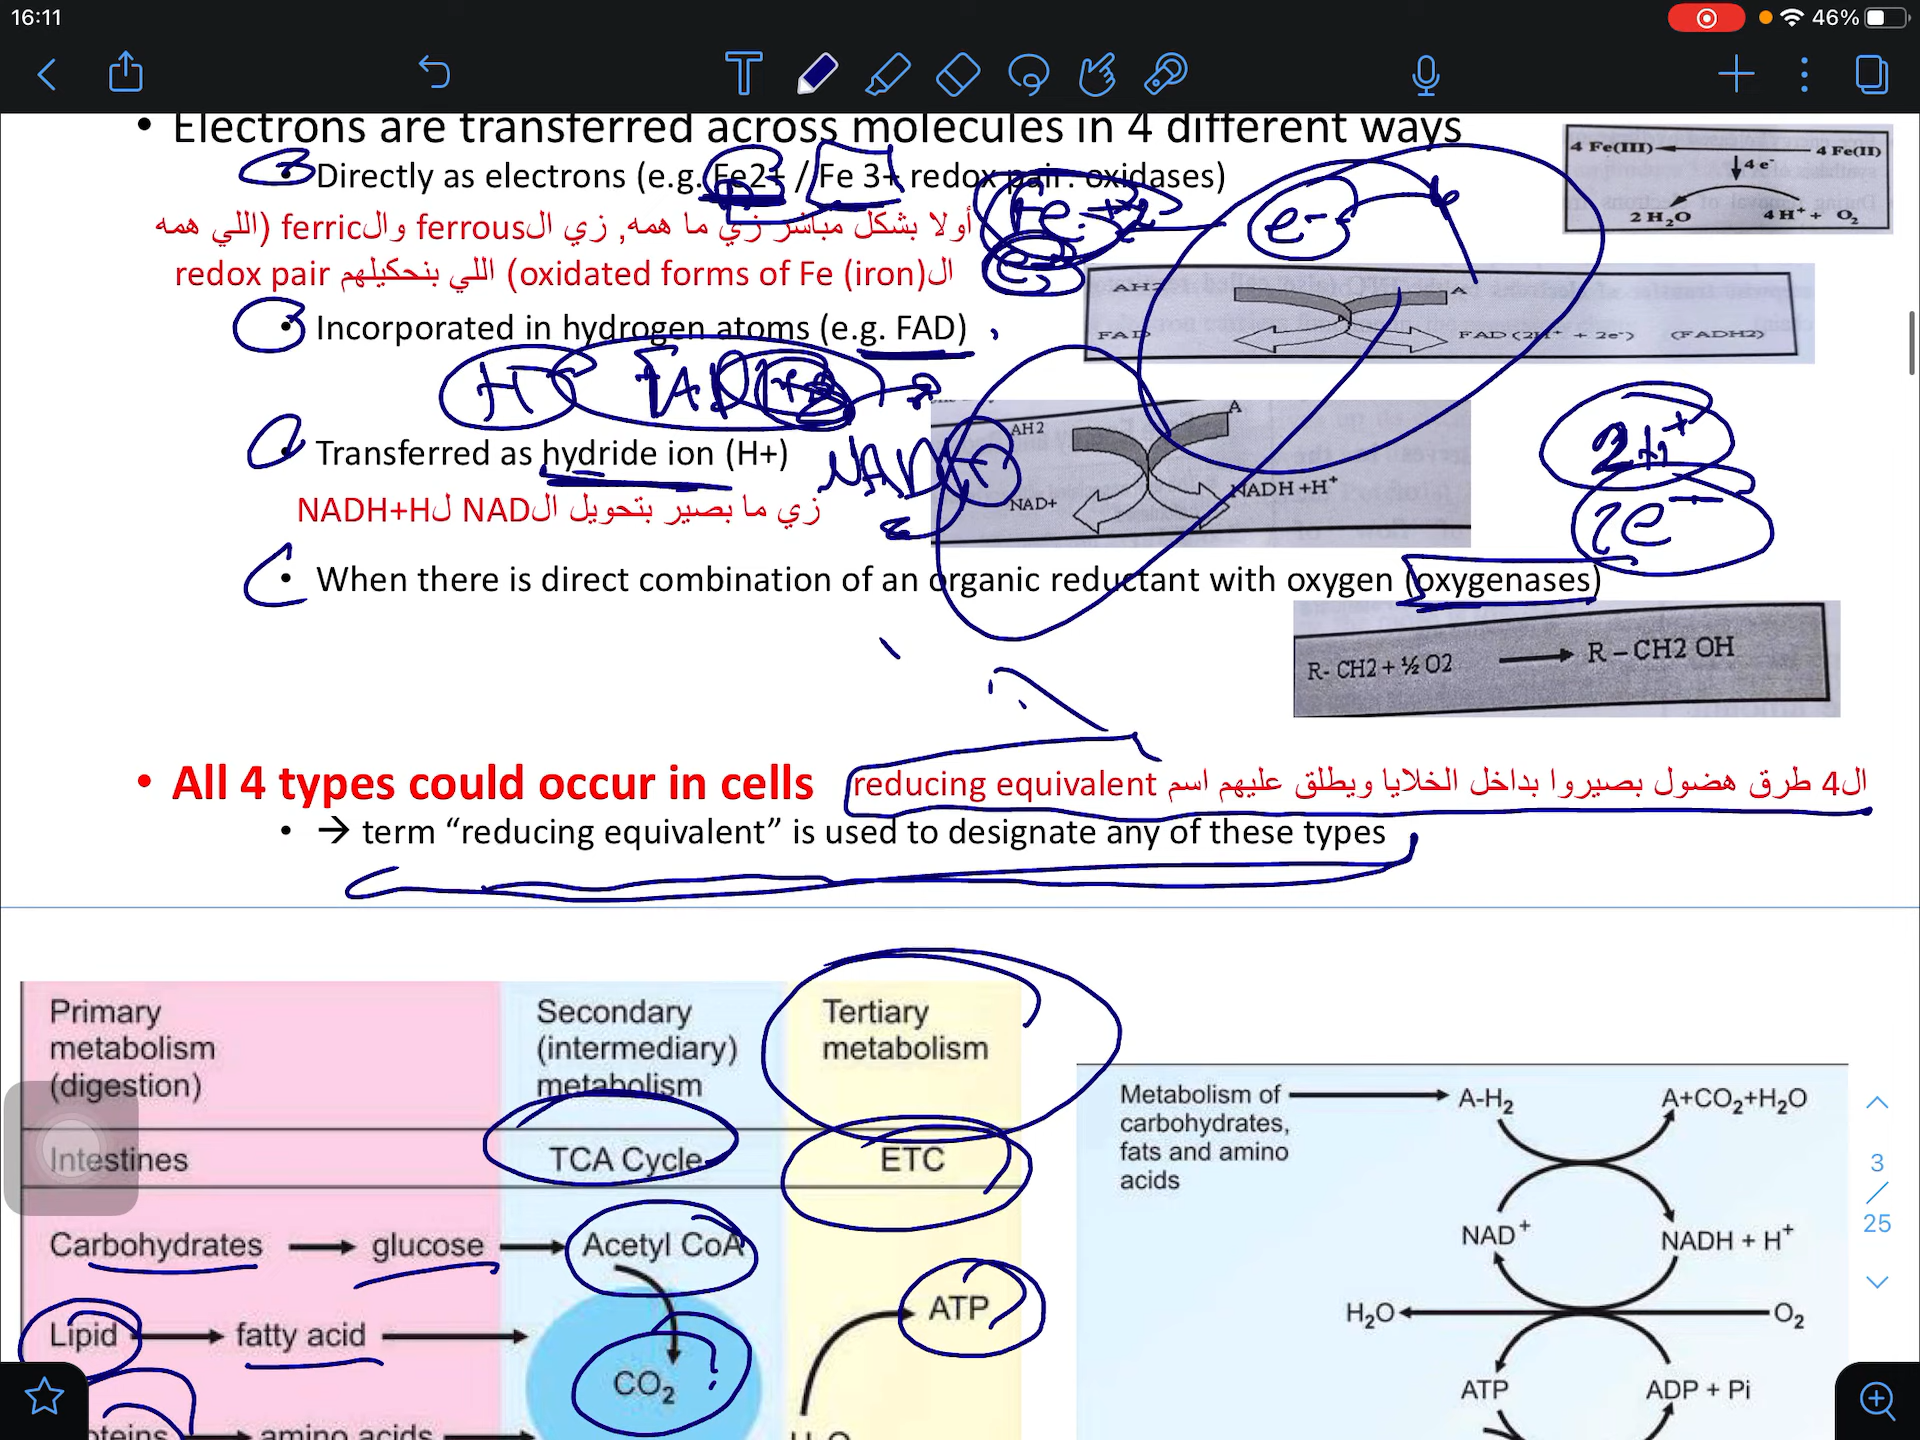 16:11
46%
• Electrons are transferred across molecules in 4 different ways
• Directly as electrons (e.g. Fe2+ / Fe 3+ redox pair: oxidases)
أولا بشكل مباشر زي ما همه, زي الferrous والferric (اللي همه
الoxidated forms of Fe (iron)) اللي بنحكيلهم redox pair
4 Fe(III) 4 Fe(II)
4 e-
2 H₂O 4H⁺ + O₂
e-
• Incorporated in hydrogen atoms (e.g. FAD)
AH2 A
FAD FAD (2H⁺ + 2e⁻) (FADH2)
H
• Transferred as hydride ion (H+)
زي ما بصير بتحويل الNAD لNADH+H
AH2 A
NAD+ NADH +H⁺
NAD
2H+
2e-
• When there is direct combination of an organic reductant with oxygen (oxygenases)
R- CH2 + ½ O2 → R – CH2 OH
• All 4 types could occur in cells
ال4 طرق هضول بصيروا بداخل الخلايا ويطلق عليهم اسم reducing equivalent
• → term “reducing equivalent” is used to designate any of these types
Primary metabolism (digestion)
Secondary (intermediary) metabolism
Tertiary metabolism
Intestines TCA Cycle ETC
Carbohydrates → glucose → Acetyl CoA
ATP
Lipid → fatty acid →
CO₂
amino acids
Metabolism of
carbohydrates,
fats and amino
acids
A-H₂ A+CO₂+H₂O
NAD⁺ NADH + H⁺
H₂O O₂
ATP ADP + Pi
3
/
25